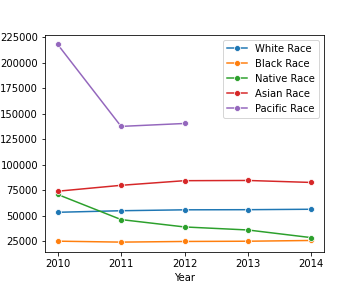 225000
200000
175000
150000
125000
100000
75000
50000
25000
White Race
Black Race
Native Race
Asian Race
Pacific Race
2010 2011 2012 2013 2014
Year